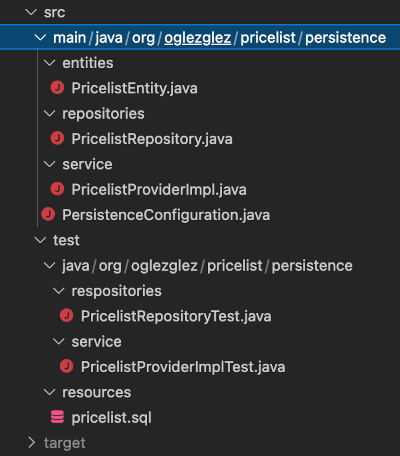 src
main/java/org/oglezglez/pricelist/persistence
entities
PricelistEntity.java
repositories
PricelistRepository.java
service
PricelistProviderImpl.java
PersistenceConfiguration.java
test
java/org/oglezglez/pricelist/persistence
respositories
PricelistRepositoryTest.java
service
PricelistProviderImplTest.java
resources
pricelist.sql
target